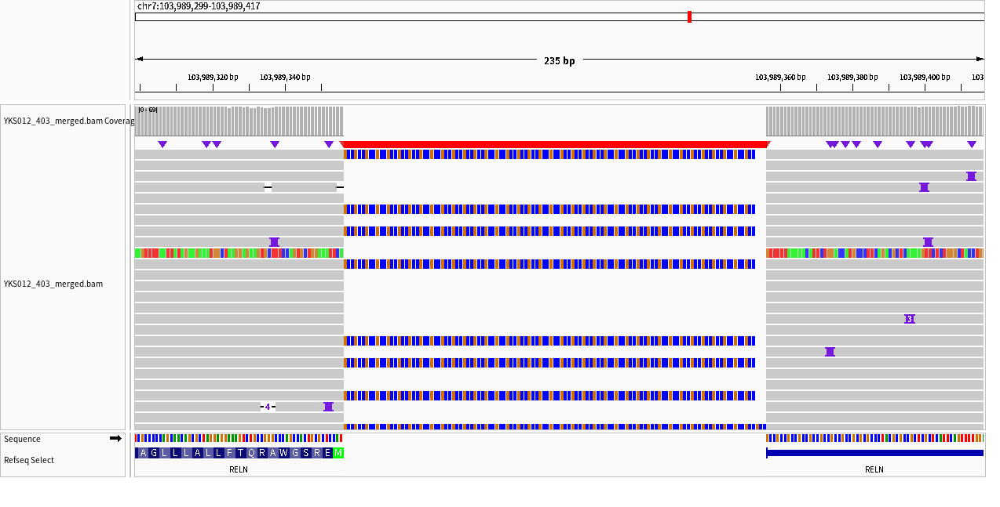 chr7:103,989,299-103,989,417
235 bp
103,989,320 bp 103,989,340 bp 103,989,360 bp 103,989,380 bp 103,989,400 bp 103
YKS012_403_merged.bam Coverag
[0 - 69]
3
YKS012_403_merged.bam
4
Sequence
A G L L L A L L F T Q R A W G S R E M
Refseq Select
RELN RELN